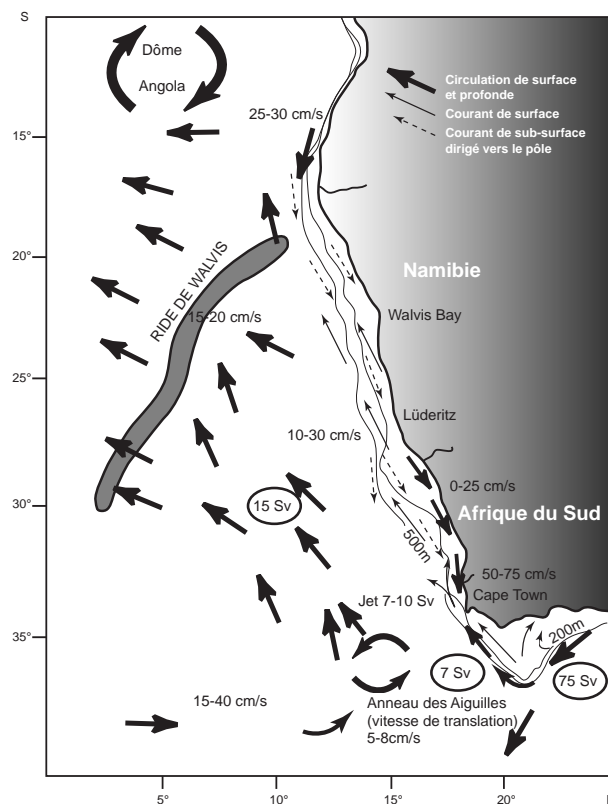 S
Dôme
Angola
Circulation de surface
et profonde
Courant de surface
Courant de sub-surface
dirigé vers le pôle
25-30 cm/s
15°
20°
RIDE DE WALVIS
Namibie
15-20 cm/s
Walvis Bay
25°
Lüderitz
10-30 cm/s
0-25 cm/s
30°
15 Sv
Afrique du Sud
500m
50-75 cm/s
Jet 7-10 Sv
Cape Town
35°
200m
7 Sv
75 Sv
15-40 cm/s
Anneau des Aiguilles
(vitesse de translation)
5-8cm/s
5°
10°
15°
20°